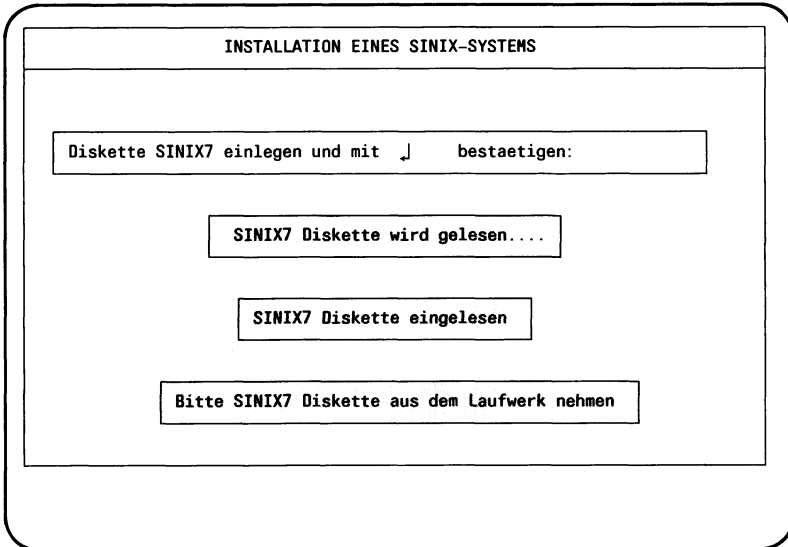 INSTALLATION EINES SINIX-SYSTEMS
Diskette SINIX7 einlegen und mit ↲ bestaetigen:
SINIX7 Diskette wird gelesen....
SINIX7 Diskette eingelesen
Bitte SINIX7 Diskette aus dem Laufwerk nehmen